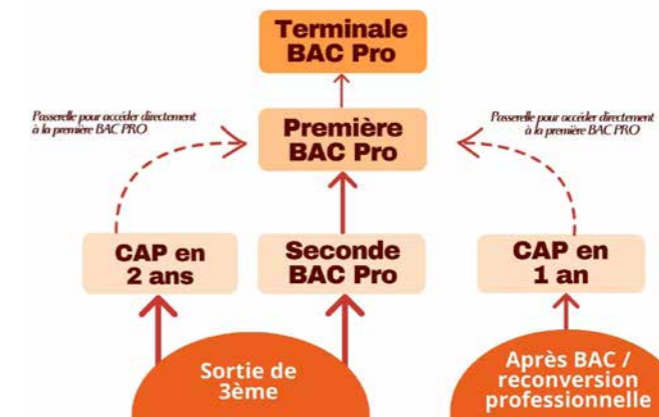 Terminale
BAC Pro
Passerelle pour accéder directement
à la première BAC PRO
Première
BAC Pro
Passerelle pour accéder directement
à la première BAC PRO
CAP en
2 ans
Seconde
BAC Pro
CAP en
1 an
Sortie de
3ème
Après BAC /
reconversion
professionnelle